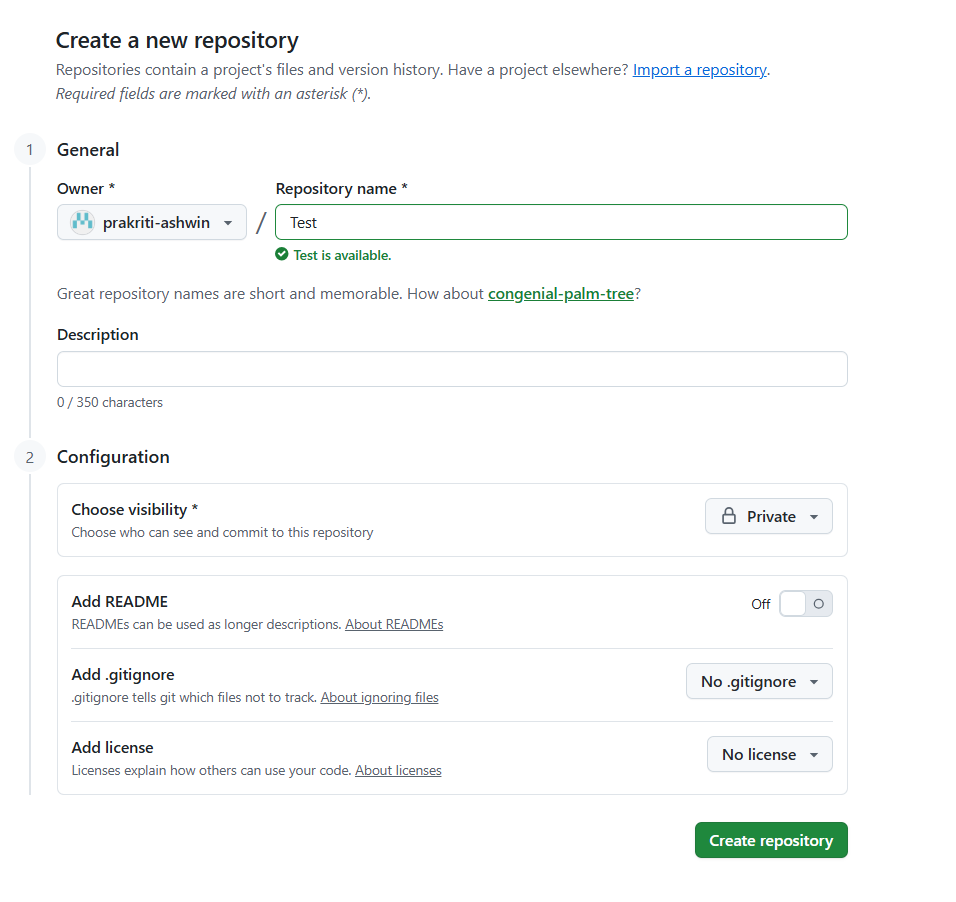 Create a new repository
Repositories contain a project's files and version history. Have a project elsewhere? Import a repository.
Required fields are marked with an asterisk (*).
1 General
Owner * Repository name *
prakriti-ashwin / Test
Test is available.
Great repository names are short and memorable. How about congenial-palm-tree?
Description
0 / 350 characters
2 Configuration
Choose visibility *
Choose who can see and commit to this repository
Private
Add README
READMEs can be used as longer descriptions. About READMEs
Off
Add .gitignore
.gitignore tells git which files not to track. About ignoring files
No .gitignore
Add license
Licenses explain how others can use your code. About licenses
No license
Create repository